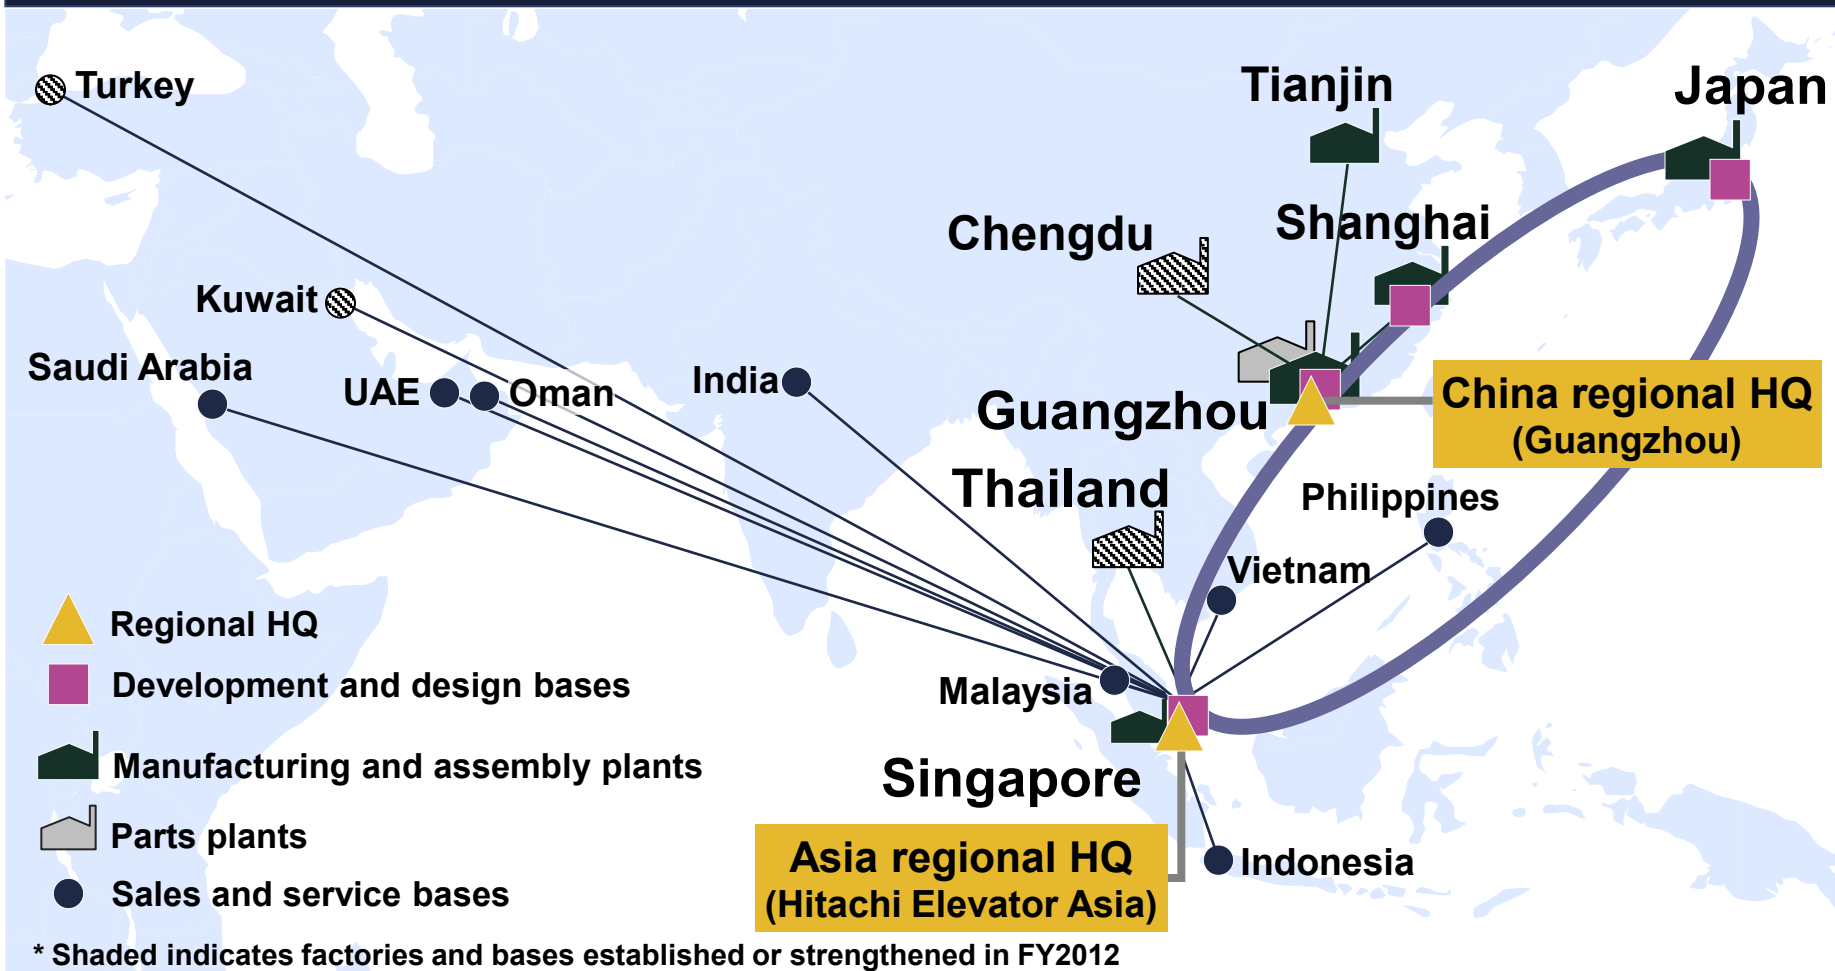 Turkey
Tianjin
Japan
Chengdu
Shanghai
Kuwait
Saudi Arabia
UAE
Oman
India
Guangzhou
China regional HQ
(Guangzhou)
Thailand
Philippines
Vietnam
Regional HQ
Development and design bases
Malaysia
Manufacturing and assembly plants
Singapore
Parts plants
Asia regional HQ
(Hitachi Elevator Asia)
Indonesia
Sales and service bases
* Shaded indicates factories and bases established or strengthened in FY2012